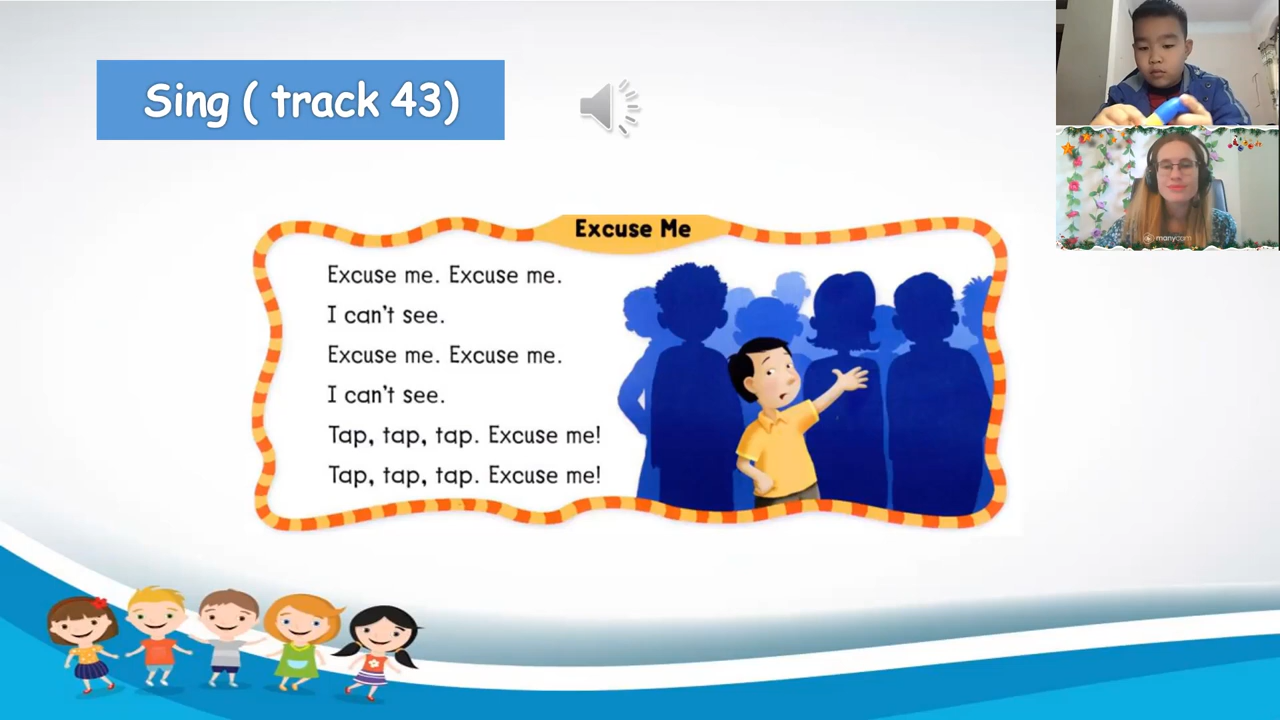 Sing ( track 43)
Excuse Me
Excuse me. Excuse me.
I can't see.
Excuse me. Excuse me.
I can't see.
Tap, tap, tap. Excuse me!
Tap, tap, tap. Excuse me!
manycam